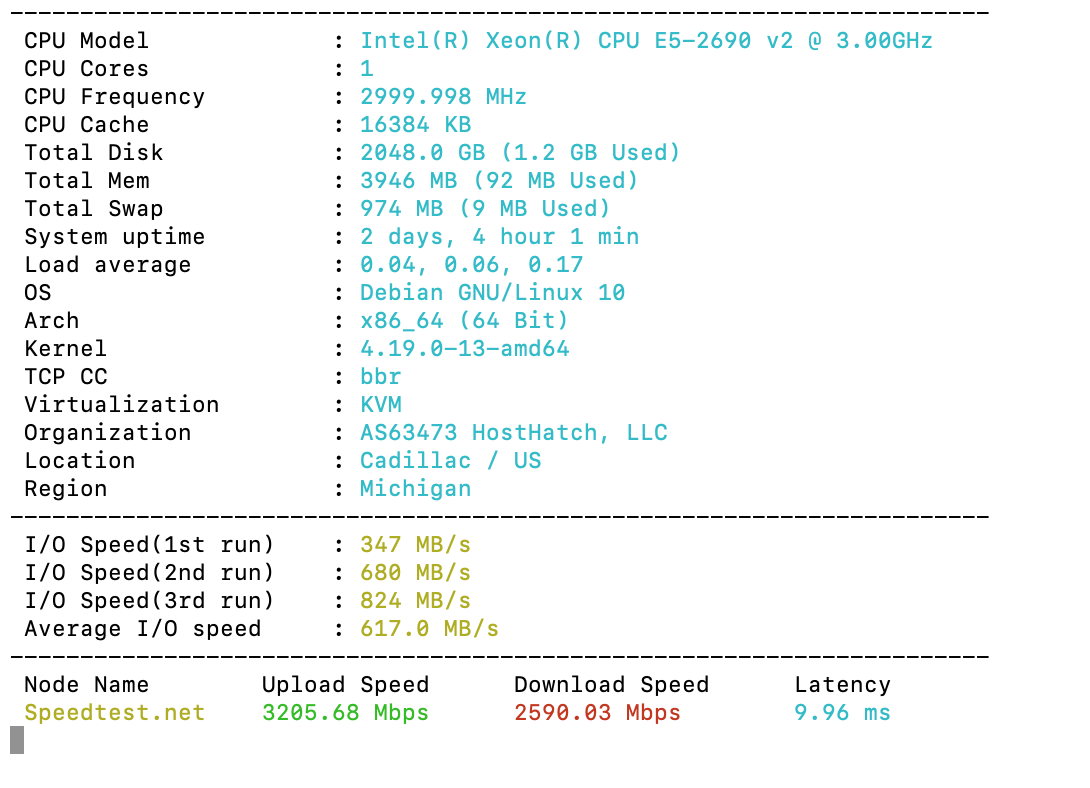 ----------------------------------------------------------------------
CPU Model : Intel(R) Xeon(R) CPU E5-2690 v2 @ 3.00GHz
CPU Cores : 1
CPU Frequency : 2999.998 MHz
CPU Cache : 16384 KB
Total Disk : 2048.0 GB (1.2 GB Used)
Total Mem : 3946 MB (92 MB Used)
Total Swap : 974 MB (9 MB Used)
System uptime : 2 days, 4 hour 1 min
Load average : 0.04, 0.06, 0.17
OS : Debian GNU/Linux 10
Arch : x86_64 (64 Bit)
Kernel : 4.19.0-13-amd64
TCP CC : bbr
Virtualization : KVM
Organization : AS63473 HostHatch, LLC
Location : Cadillac / US
Region : Michigan
----------------------------------------------------------------------
I/O Speed(1st run) : 347 MB/s
I/O Speed(2nd run) : 680 MB/s
I/O Speed(3rd run) : 824 MB/s
Average I/O speed : 617.0 MB/s
----------------------------------------------------------------------
Node Name Upload Speed Download Speed Latency
Speedtest.net 3205.68 Mbps 2590.03 Mbps 9.96 ms